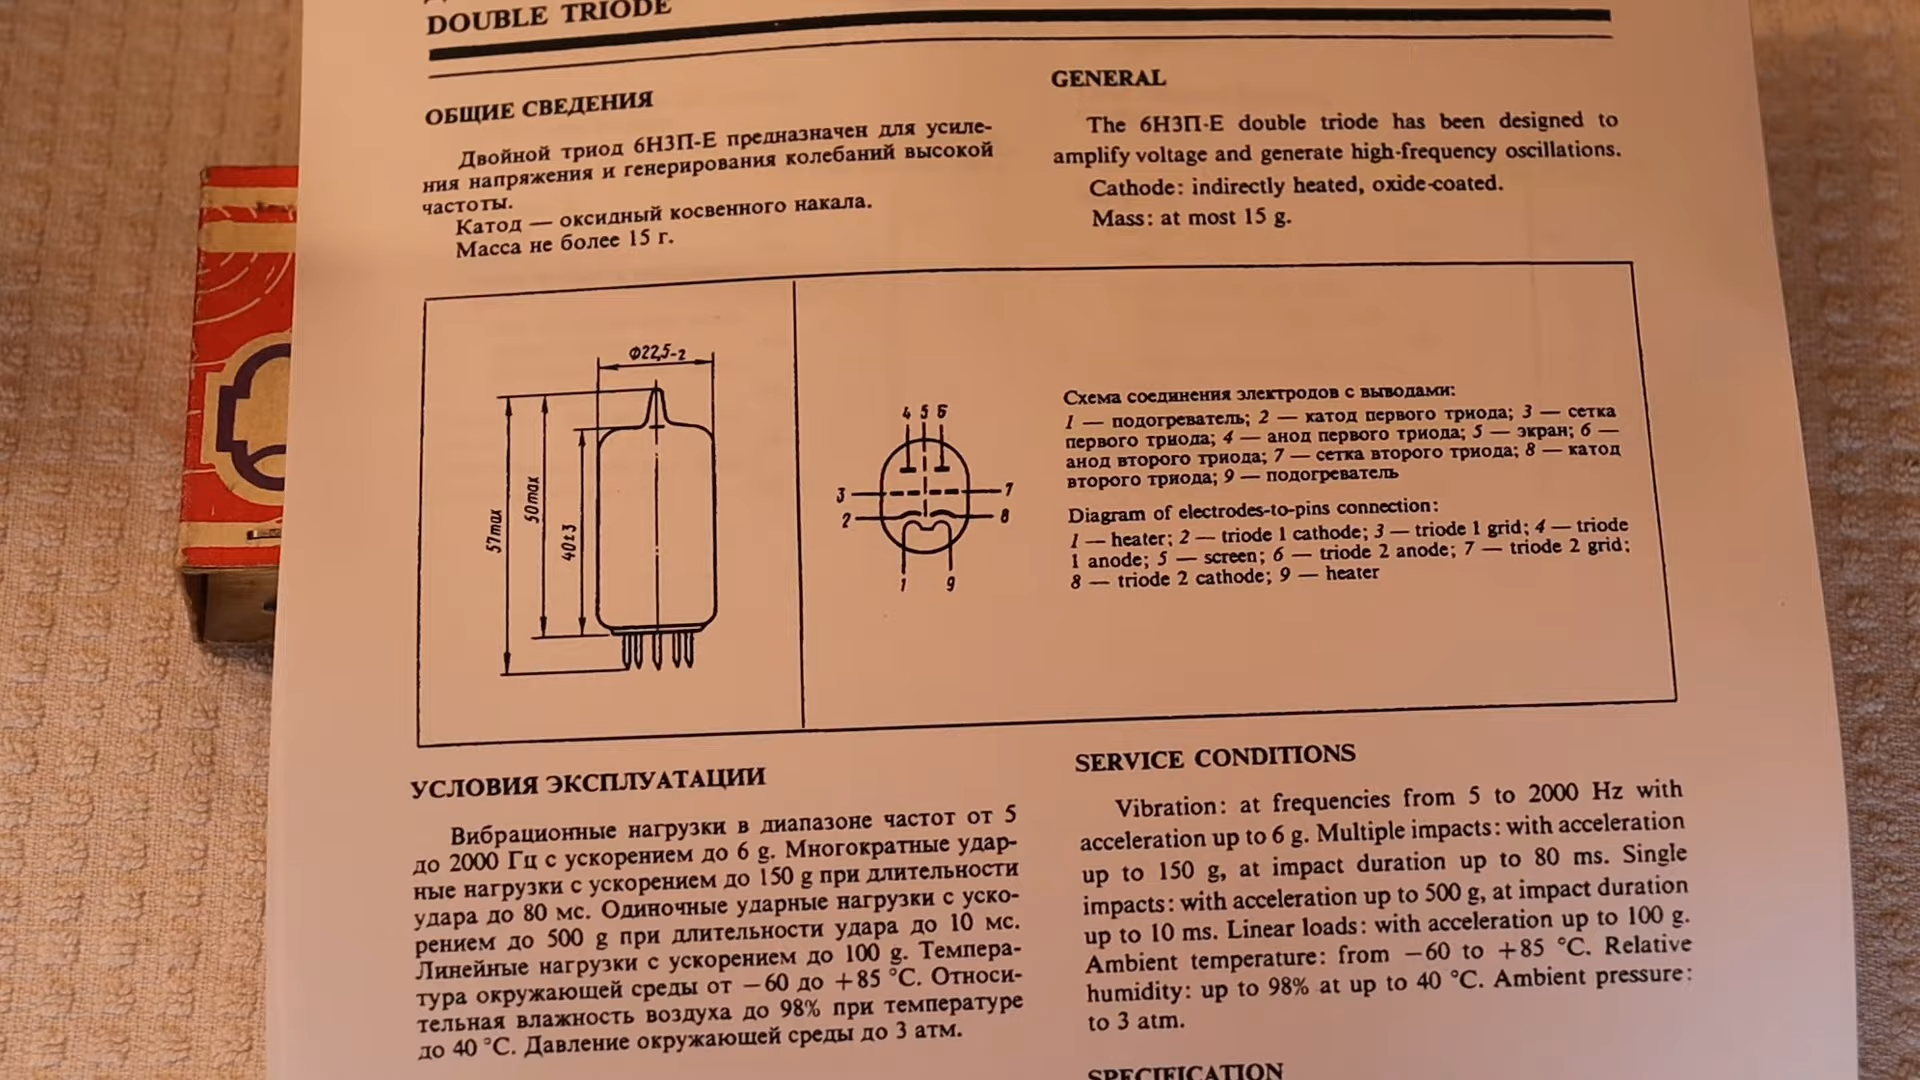 DOUBLE TRIODE
ОБЩИЕ СВЕДЕНИЯ
Двойной триод 6Н3П-Е предназначен для усиле-
ния напряжения и генерирования колебаний высокой
частоты.
Катод — оксидный косвенного накала.
Масса не более 15 г.
GENERAL
The 6Н3П-Е double triode has been designed to
amplify voltage and generate high-frequency oscillations.
Cathode: indirectly heated, oxide-coated.
Mass: at most 15 g.
Ф22,5-2
57max
50max
40±3
4 5 6
3
7
2
8
1
9
Схема соединения электродов с выводами:
1 — подогреватель; 2 — катод первого триода; 3 — сетка
первого триода; 4 — анод первого триода; 5 — экран; 6 —
анод второго триода; 7 — сетка второго триода; 8 — катод
второго триода; 9 — подогреватель
Diagram of electrodes-to-pins connection:
1 — heater; 2 — triode 1 cathode; 3 — triode 1 grid; 4 — triode
1 anode; 5 — screen; 6 — triode 2 anode; 7 — triode 2 grid;
8 — triode 2 cathode; 9 — heater
УСЛОВИЯ ЭКСПЛУАТАЦИИ
Вибрационные нагрузки в диапазоне частот от 5
до 2000 Гц с ускорением до 6 g. Многократные удар-
ные нагрузки с ускорением до 150 g при длительности
удара до 80 мс. Одиночные ударные нагрузки с уско-
рением до 500 g при длительности удара до 10 мс.
Линейные нагрузки с ускорением до 100 g. Темпера-
тура окружающей среды от —60 до +85 °С. Относи-
тельная влажность воздуха до 98% при температуре
до 40 °С. Давление окружающей среды до 3 атм.
SERVICE CONDITIONS
Vibration: at frequencies from 5 to 2000 Hz with
acceleration up to 6 g. Multiple impacts: with acceleration
up to 150 g, at impact duration up to 80 ms. Single
impacts: with acceleration up to 500 g, at impact duration
up to 10 ms. Linear loads: with acceleration up to 100 g.
Ambient temperature: from —60 to +85 °C. Relative
humidity: up to 98% at up to 40 °C. Ambient pressure:
to 3 atm.
SPECIFICATION